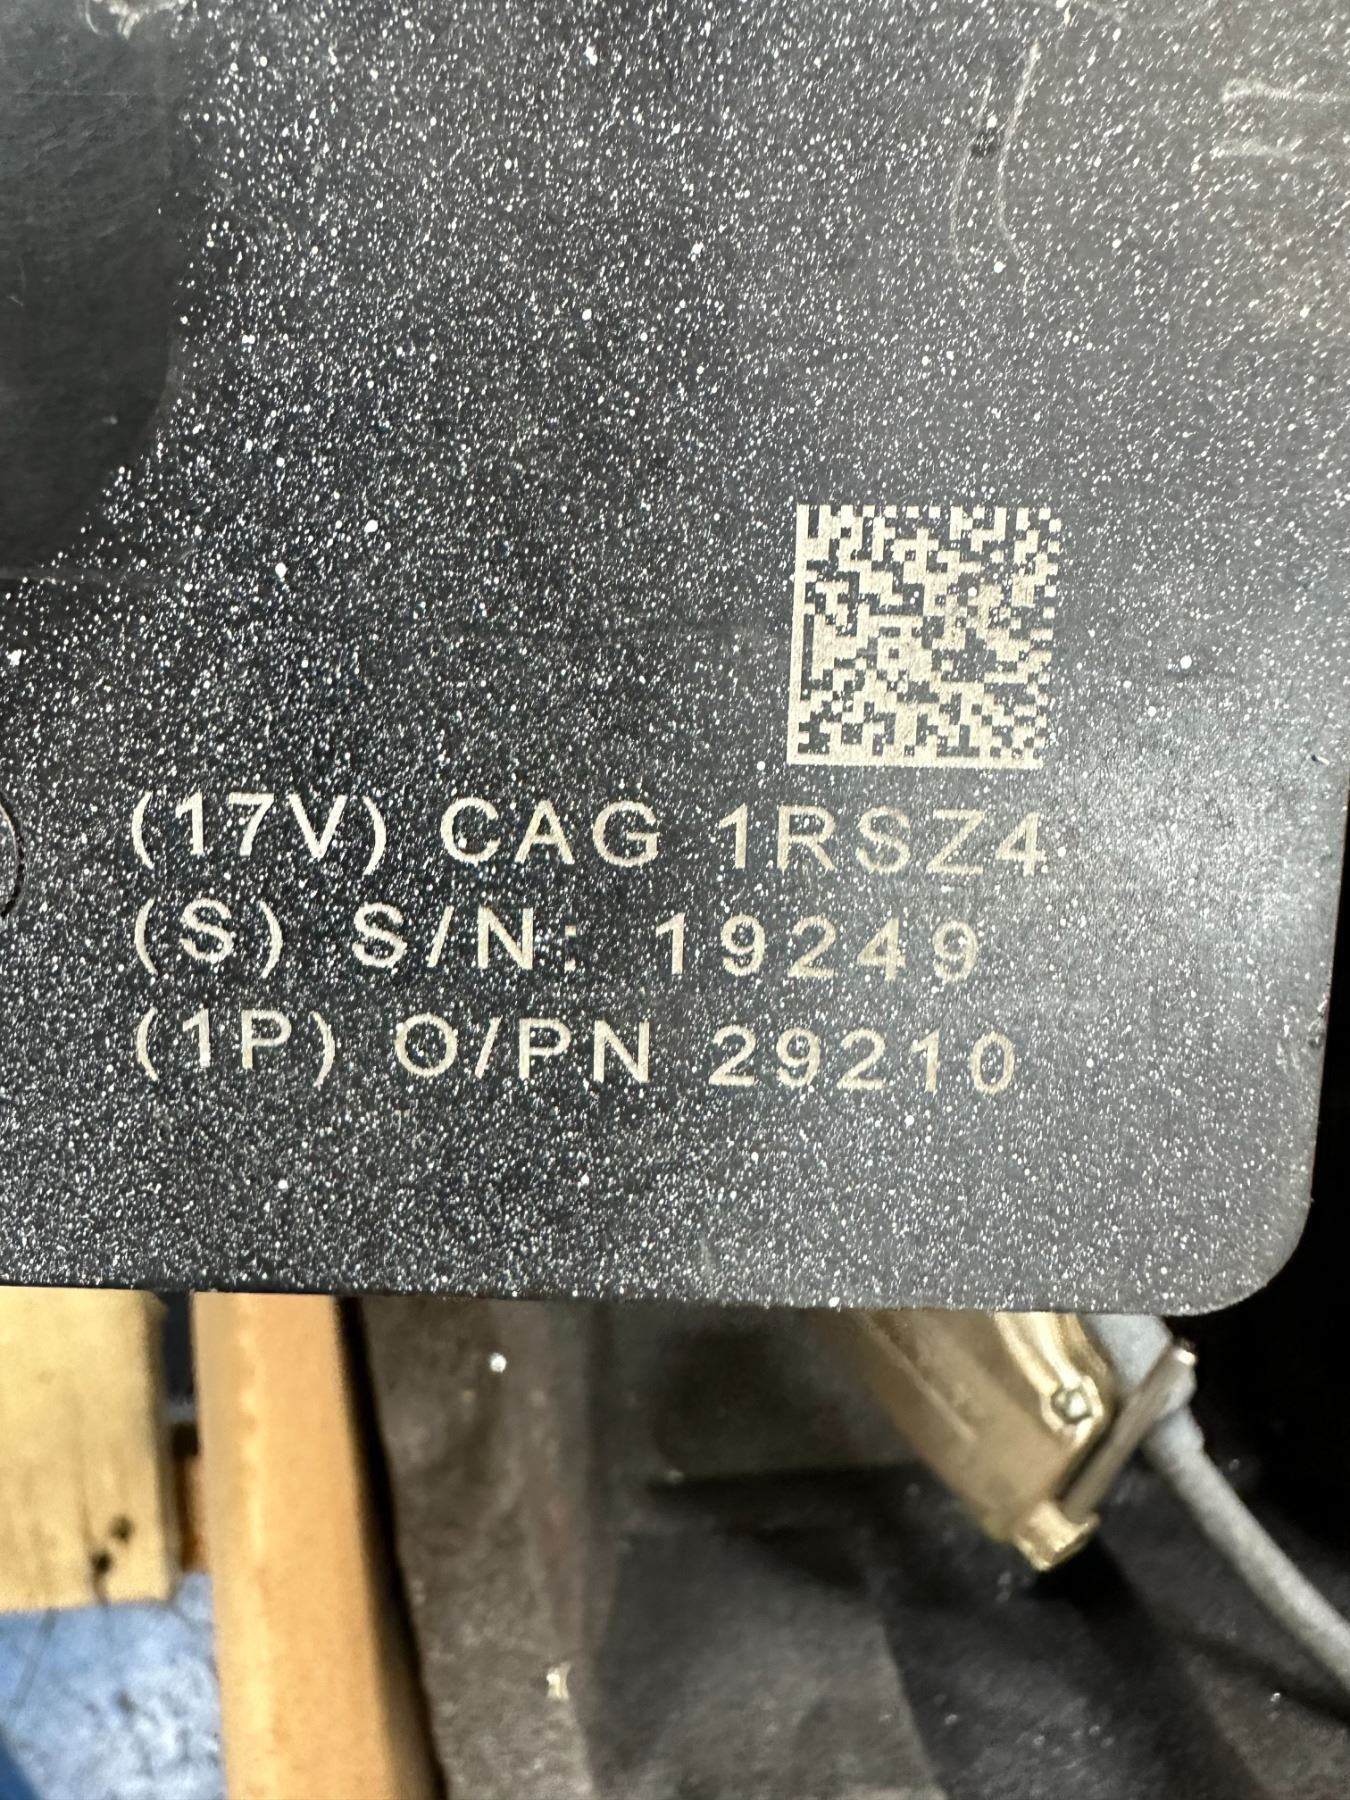 (17V) CAG 1RSZ4
(S) S/N: 19249
(1P) O/PN 29210